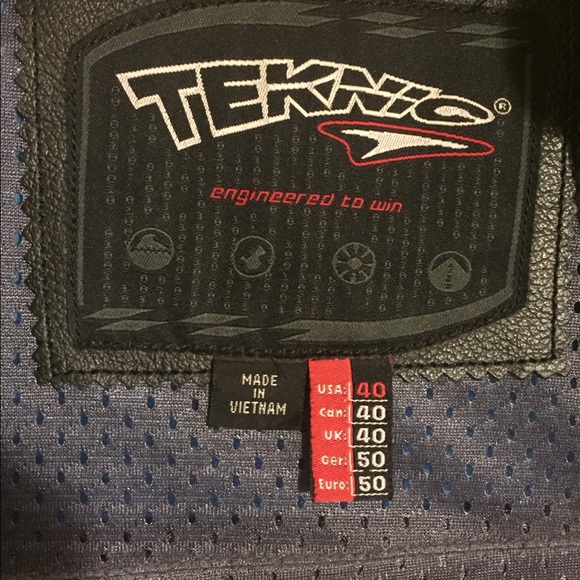 TEKNIC®
engineered to win
MADE
IN
VIETNAM
USA: 40
Can: 40
UK: 40
Ger: 50
Euro: 50